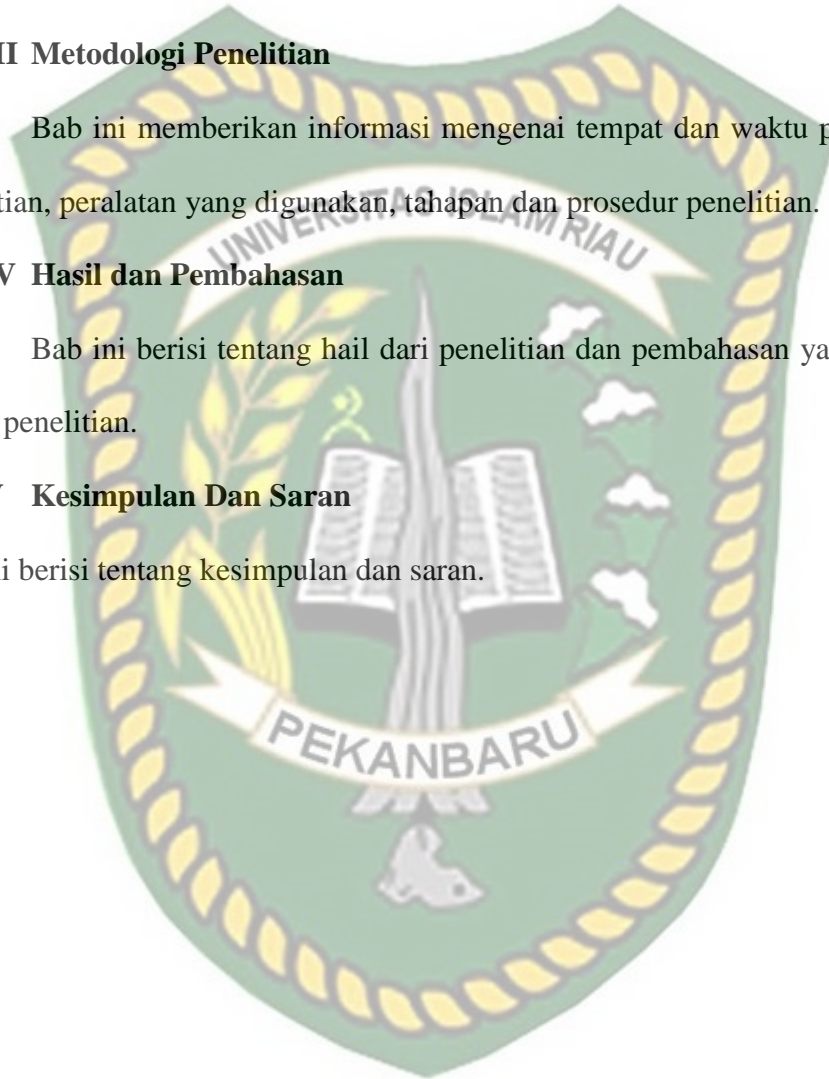 II Metodologi Penelitian
Bab ini memberikan informasi mengenai tempat dan waktu p
tian, peralatan yang digunakan, tahapan dan prosedur penelitian.
UNIVERSITAS ISLAM RIAU
V Hasil dan Pembahasan
Bab ini berisi tentang hail dari penelitian dan pembahasan ya
penelitian.
Kesimpulan Dan Saran
i berisi tentang kesimpulan dan saran.
PEKANBARU